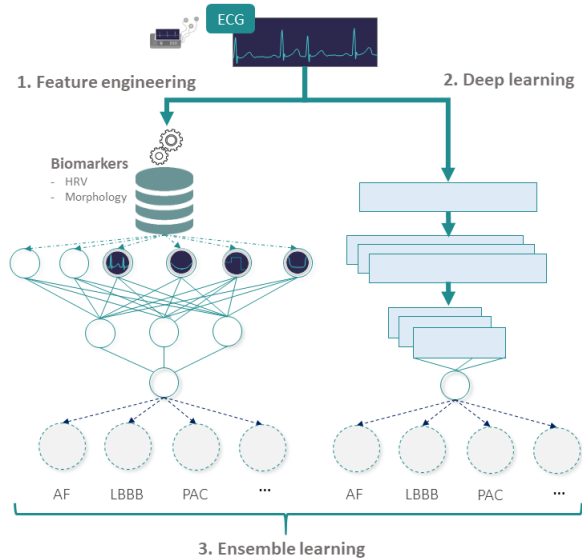 ECG
1. Feature engineering
2. Deep learning
Biomarkers
- HRV
- Morphology
AF LBBB PAC ... AF LBBB PAC ...
3. Ensemble learning